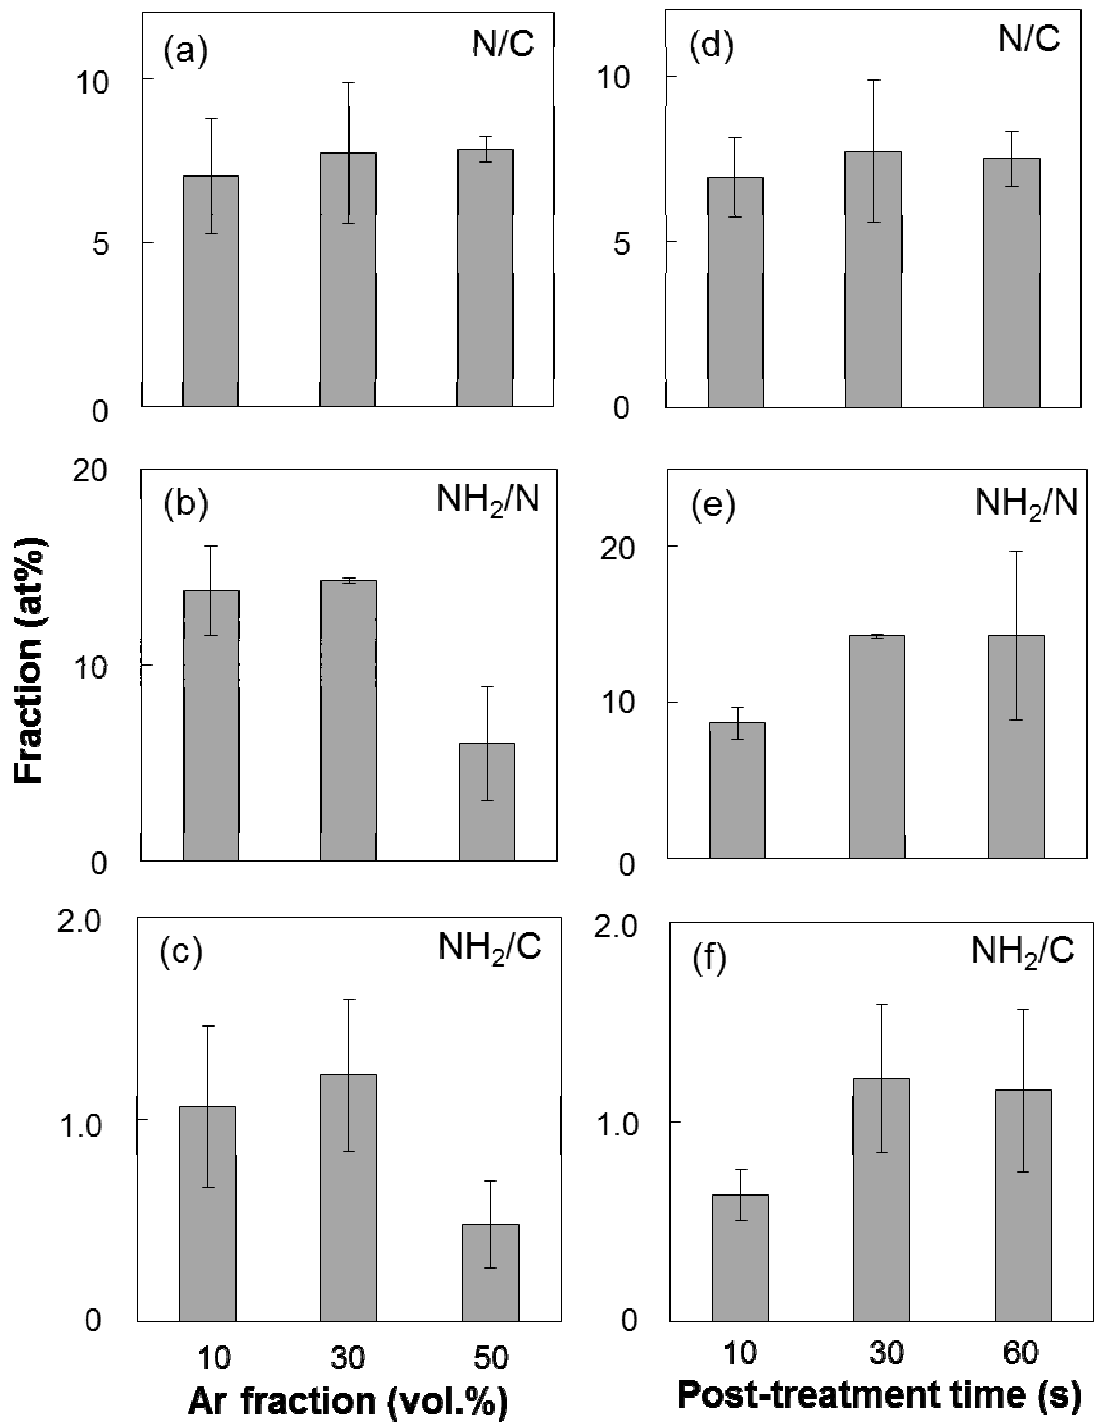 (a) N/C
10
5
0
(d) N/C
10
5
0
Fraction (at%)
(b) NH₂/N
20
10
0
(e) NH₂/N
20
10
0
(c) NH₂/C
2.0
1.0
0
10 30 50
Ar fraction (vol.%)
(f) NH₂/C
2.0
1.0
0
10 30 60
Post-treatment time (s)